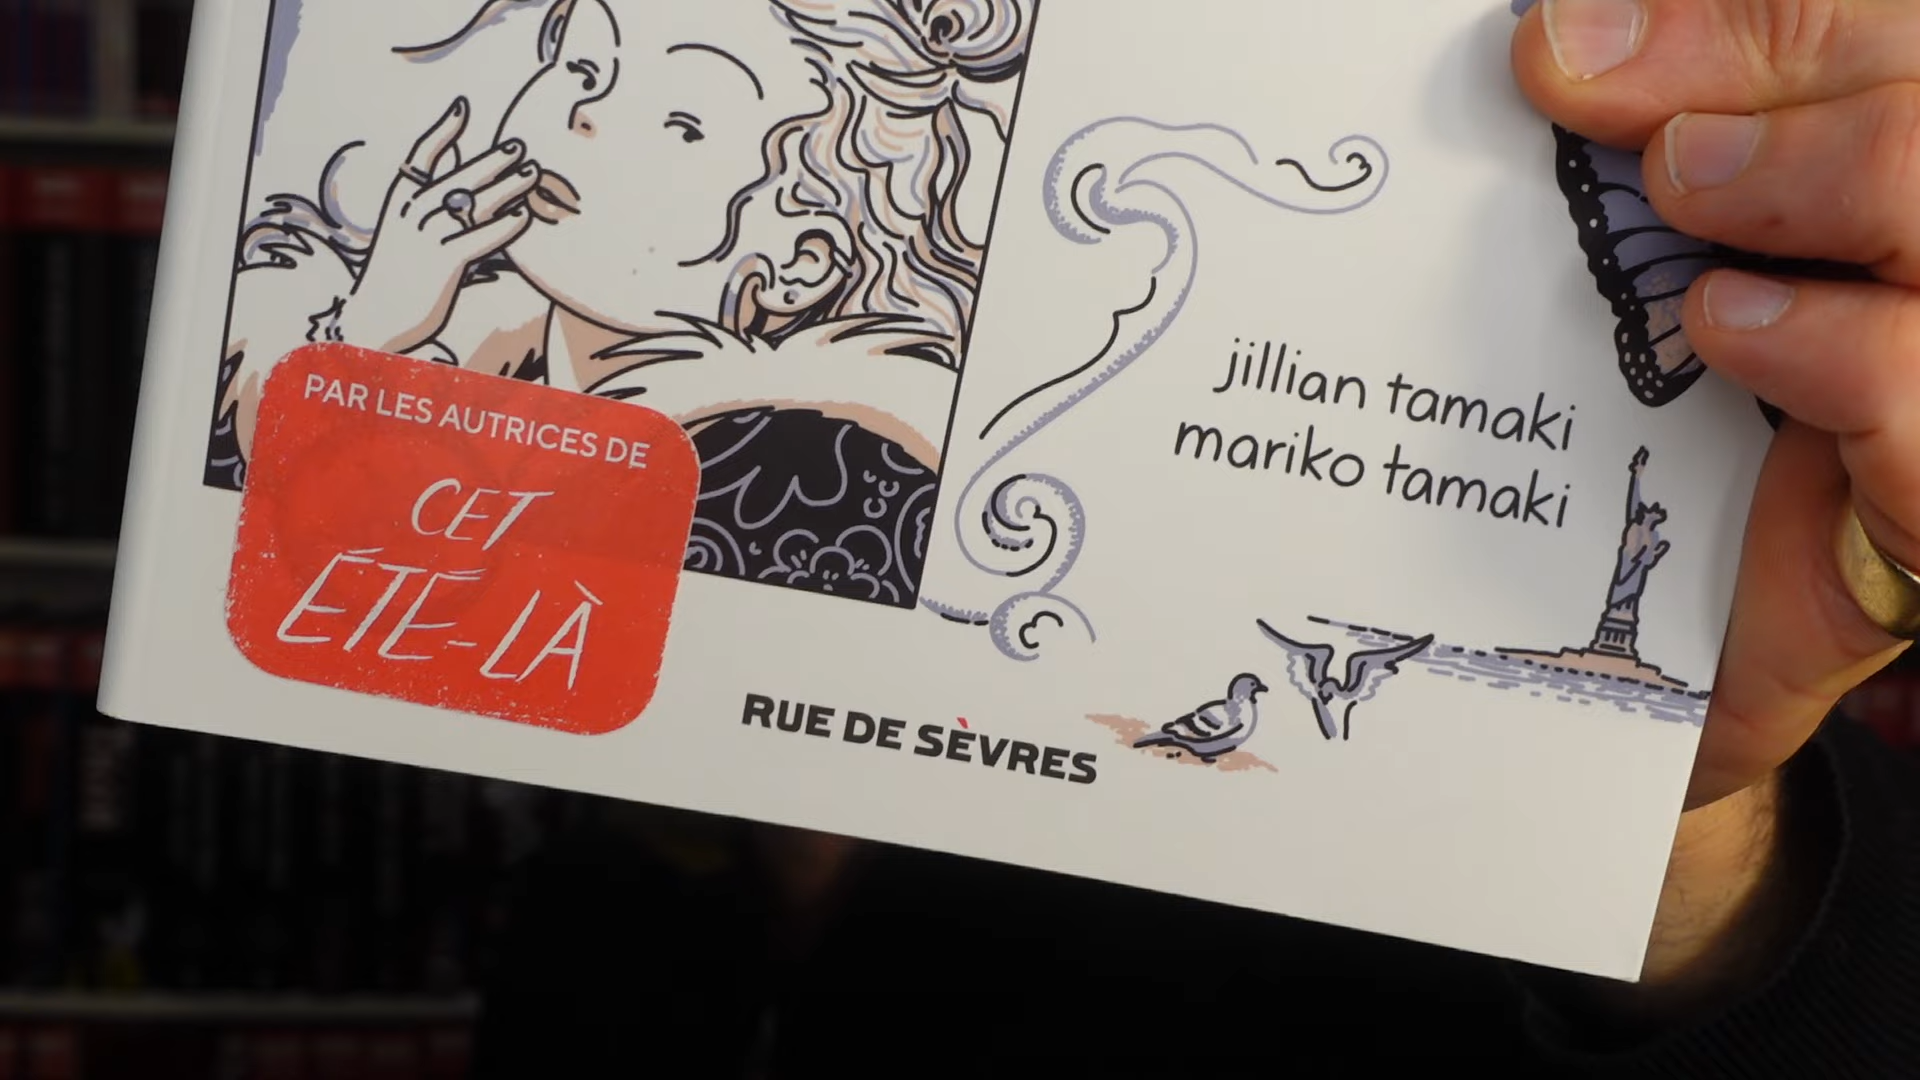 jillian tamaki
mariko tamaki
PAR LES AUTRICES DE
CET
ÉTÉ-LÀ
RUE DE SÈVRES